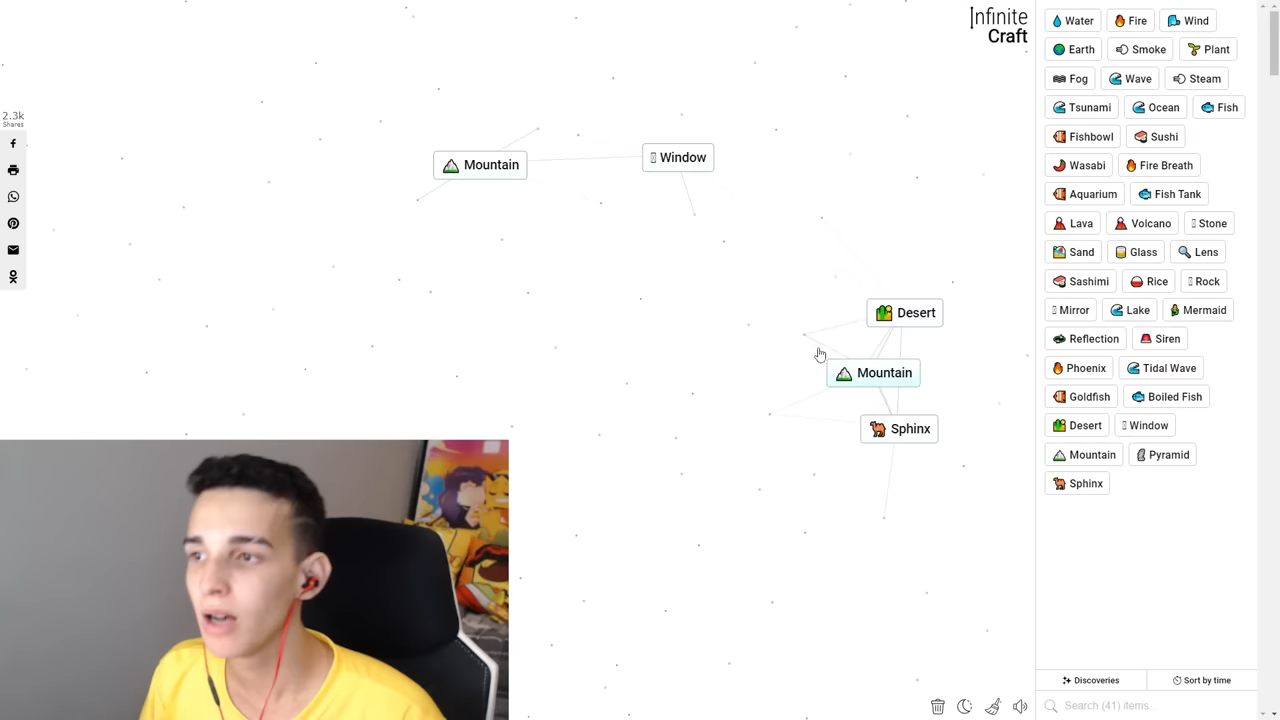 Infinite
Craft
2.3k
Shares
Mountain
Window
Desert
Mountain
Sphinx
Water
Fire
Wind
Earth
Smoke
Plant
Fog
Wave
Steam
Tsunami
Ocean
Fish
Fishbowl
Sushi
Wasabi
Fire Breath
Aquarium
Fish Tank
Lava
Volcano
Stone
Sand
Glass
Lens
Sashimi
Rice
Rock
Mirror
Lake
Mermaid
Reflection
Siren
Phoenix
Tidal Wave
Goldfish
Boiled Fish
Desert
Window
Mountain
Pyramid
Sphinx
Discoveries
Sort by time
Search (41) items...